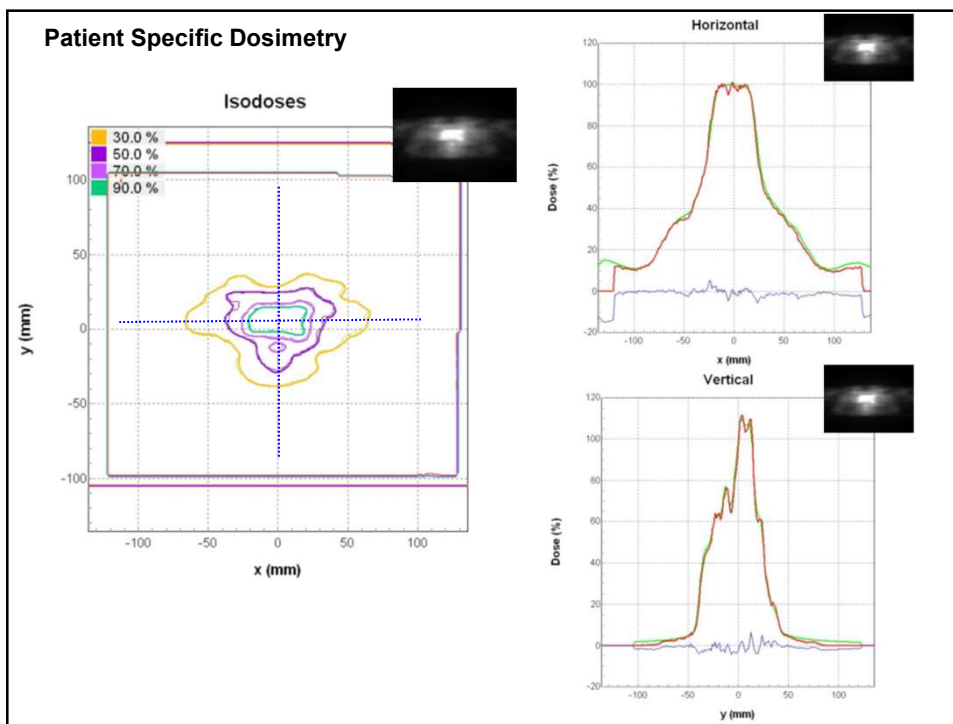 Patient Specific Dosimetry
Isodoses
30.0 %
50.0 %
70.0 %
90.0 %
100
50
0
-50
-100
y (mm)
-100 -50 0 50 100
x (mm)
Horizontal
120
100
80
60
40
20
0
-20
Dose (%)
-100 -50 0 50 100
x (mm)
Vertical
120
100
80
60
40
20
0
-20
Dose (%)
-100 -50 0 50 100
y (mm)